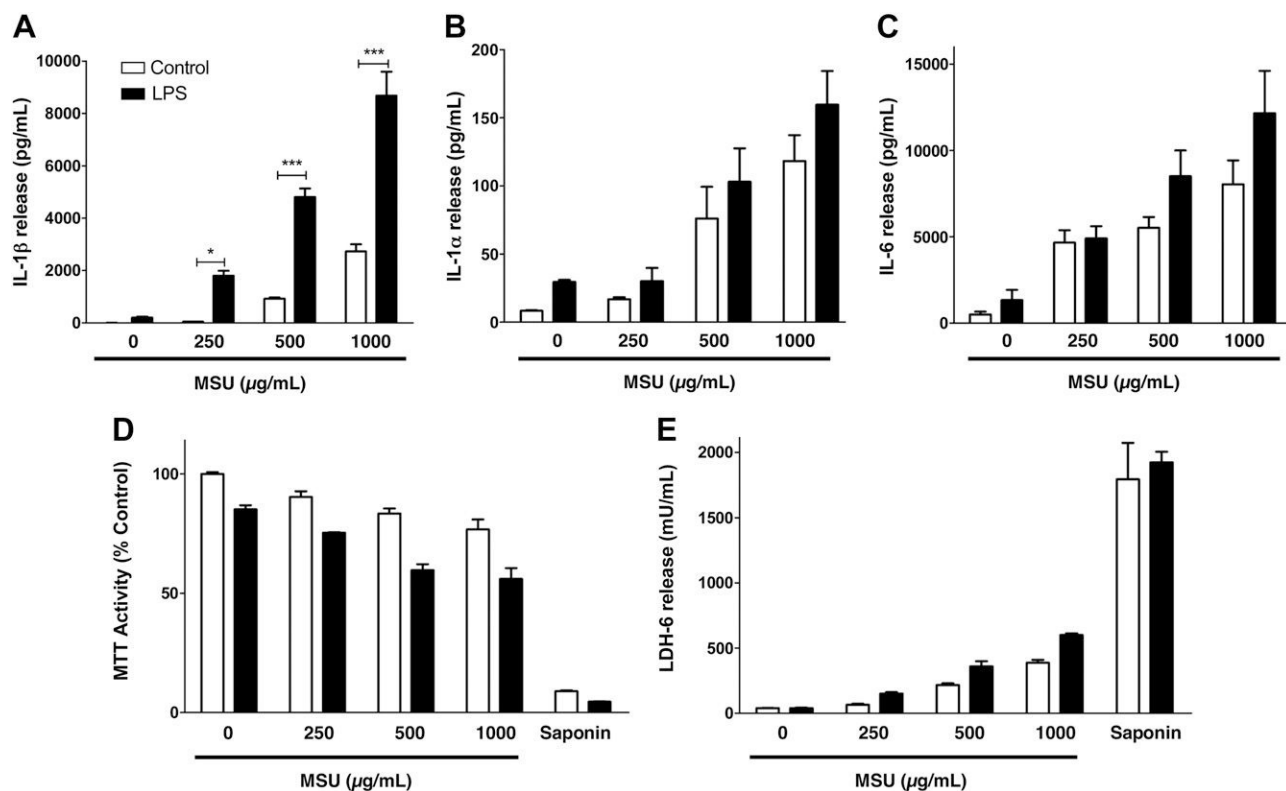 A
IL-1β release (pg/mL)
10000
8000
6000
4000
2000
0
Control
LPS
*
***
***
0 250 500 1000
MSU (µg/mL)
B
IL-1α release (pg/mL)
200
150
100
50
0
0 250 500 1000
MSU (µg/mL)
C
IL-6 release (pg/mL)
15000
10000
5000
0
0 250 500 1000
MSU (µg/mL)
D
MTT Activity (% Control)
100
50
0
0 250 500 1000 Saponin
MSU (µg/mL)
E
LDH-6 release (mU/mL)
2000
1500
1000
500
0
0 250 500 1000 Saponin
MSU (µg/mL)